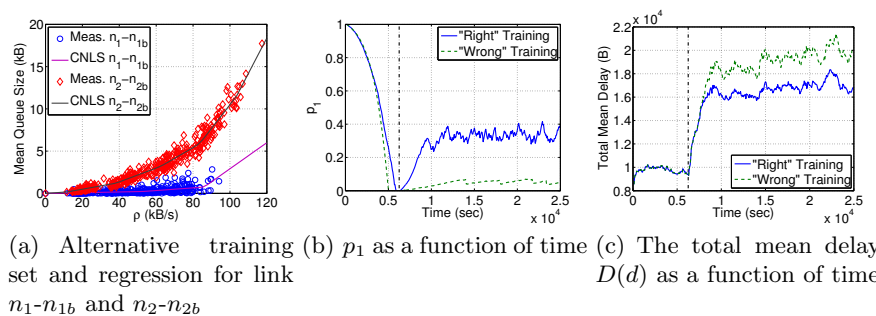 20
15
10
5
0
Mean Queue Size (kB)
Meas. n1−n1b
CNLS n1−n1b
Meas. n2−n2b
CNLS n2−n2b
0 20 40 60 80 100 120
ρ (kB/s)
1
0.8
0.6
0.4
0.2
0
p1
"Right" Training
"Wrong" Training
0 0.5 1 1.5 2 2.5
Time (sec)
x 10^4
x 10^4
2.2
2
1.8
1.6
1.4
1.2
1
0.8
Total Mean Delay (B)
"Right" Training
"Wrong" Training
0 0.5 1 1.5 2 2.5
Time (sec)
x 10^4
(a) Alternative training
set and regression for link
n1-n1b and n2-n2b
(b) p1 as a function of time
(c) The total mean delay
D(d) as a function of time